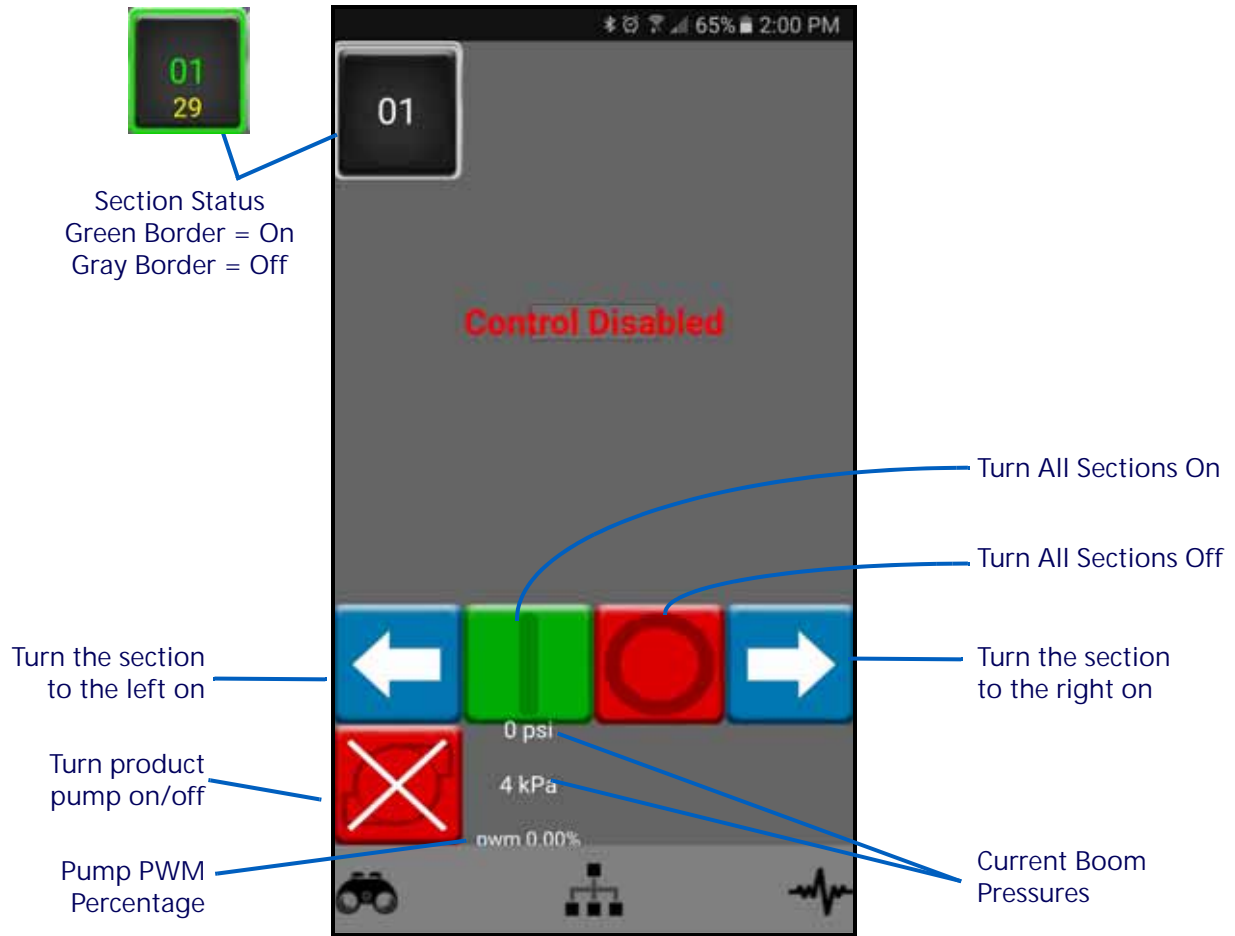 65% 2:00 PM
01
29
01
Section Status
Green Border = On
Gray Border = Off
Control Disabled
Turn All Sections On
Turn All Sections Off
Turn the section
to the left on
Turn the section
to the right on
0 psi
Turn product
pump on/off
4 kPa
pwm 0.00%
Pump PWM
Percentage
Current Boom
Pressures